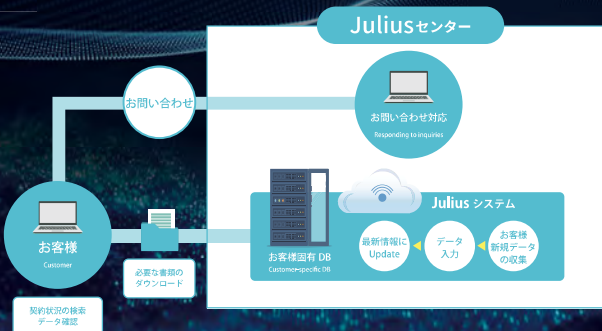 Juliusセンター
お問い合わせ
お問い合わせ対応
Responding to inquiries
お客様
Customer
契約状況の検索
データ確認
必要な書類の
ダウンロード
お客様固有 DB
Customer-specific DB
Julius システム
最新情報に
Update
データ
入力
お客様
新規データ
の収集